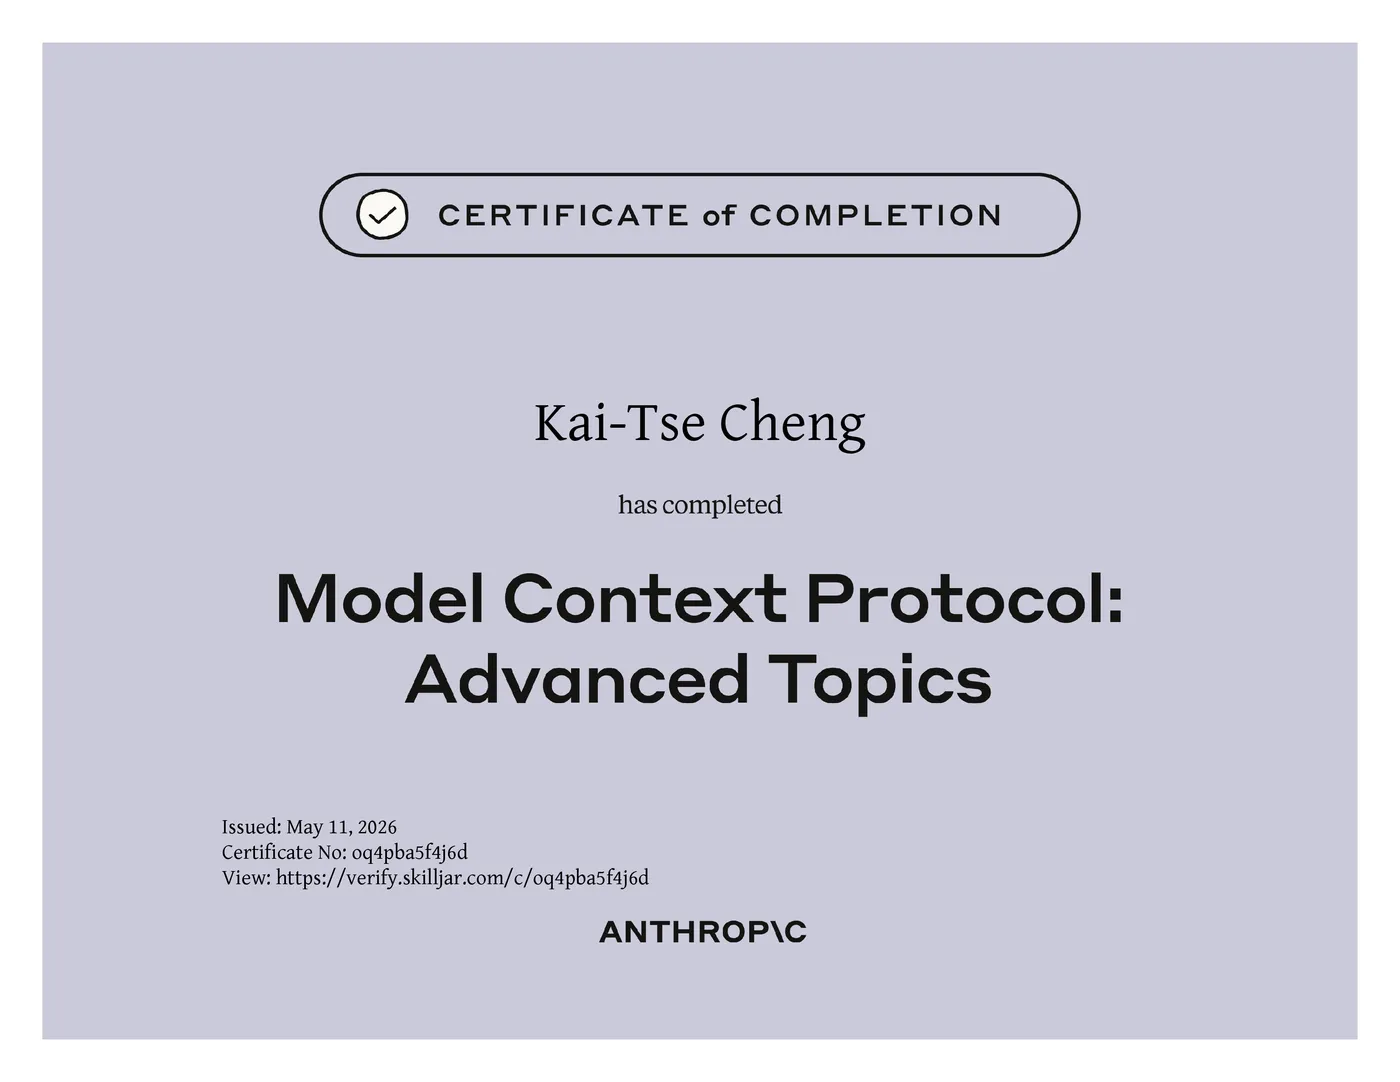 CERTIFICATE of COMPLETION
Kai-Tse Cheng
has completed
Model Context Protocol:
Advanced Topics
Issued: May 11, 2026
Certificate No: oq4pba5f4j6d
View: https://verify.skilljar.com/c/oq4pba5f4j6d
ANTHROP\C